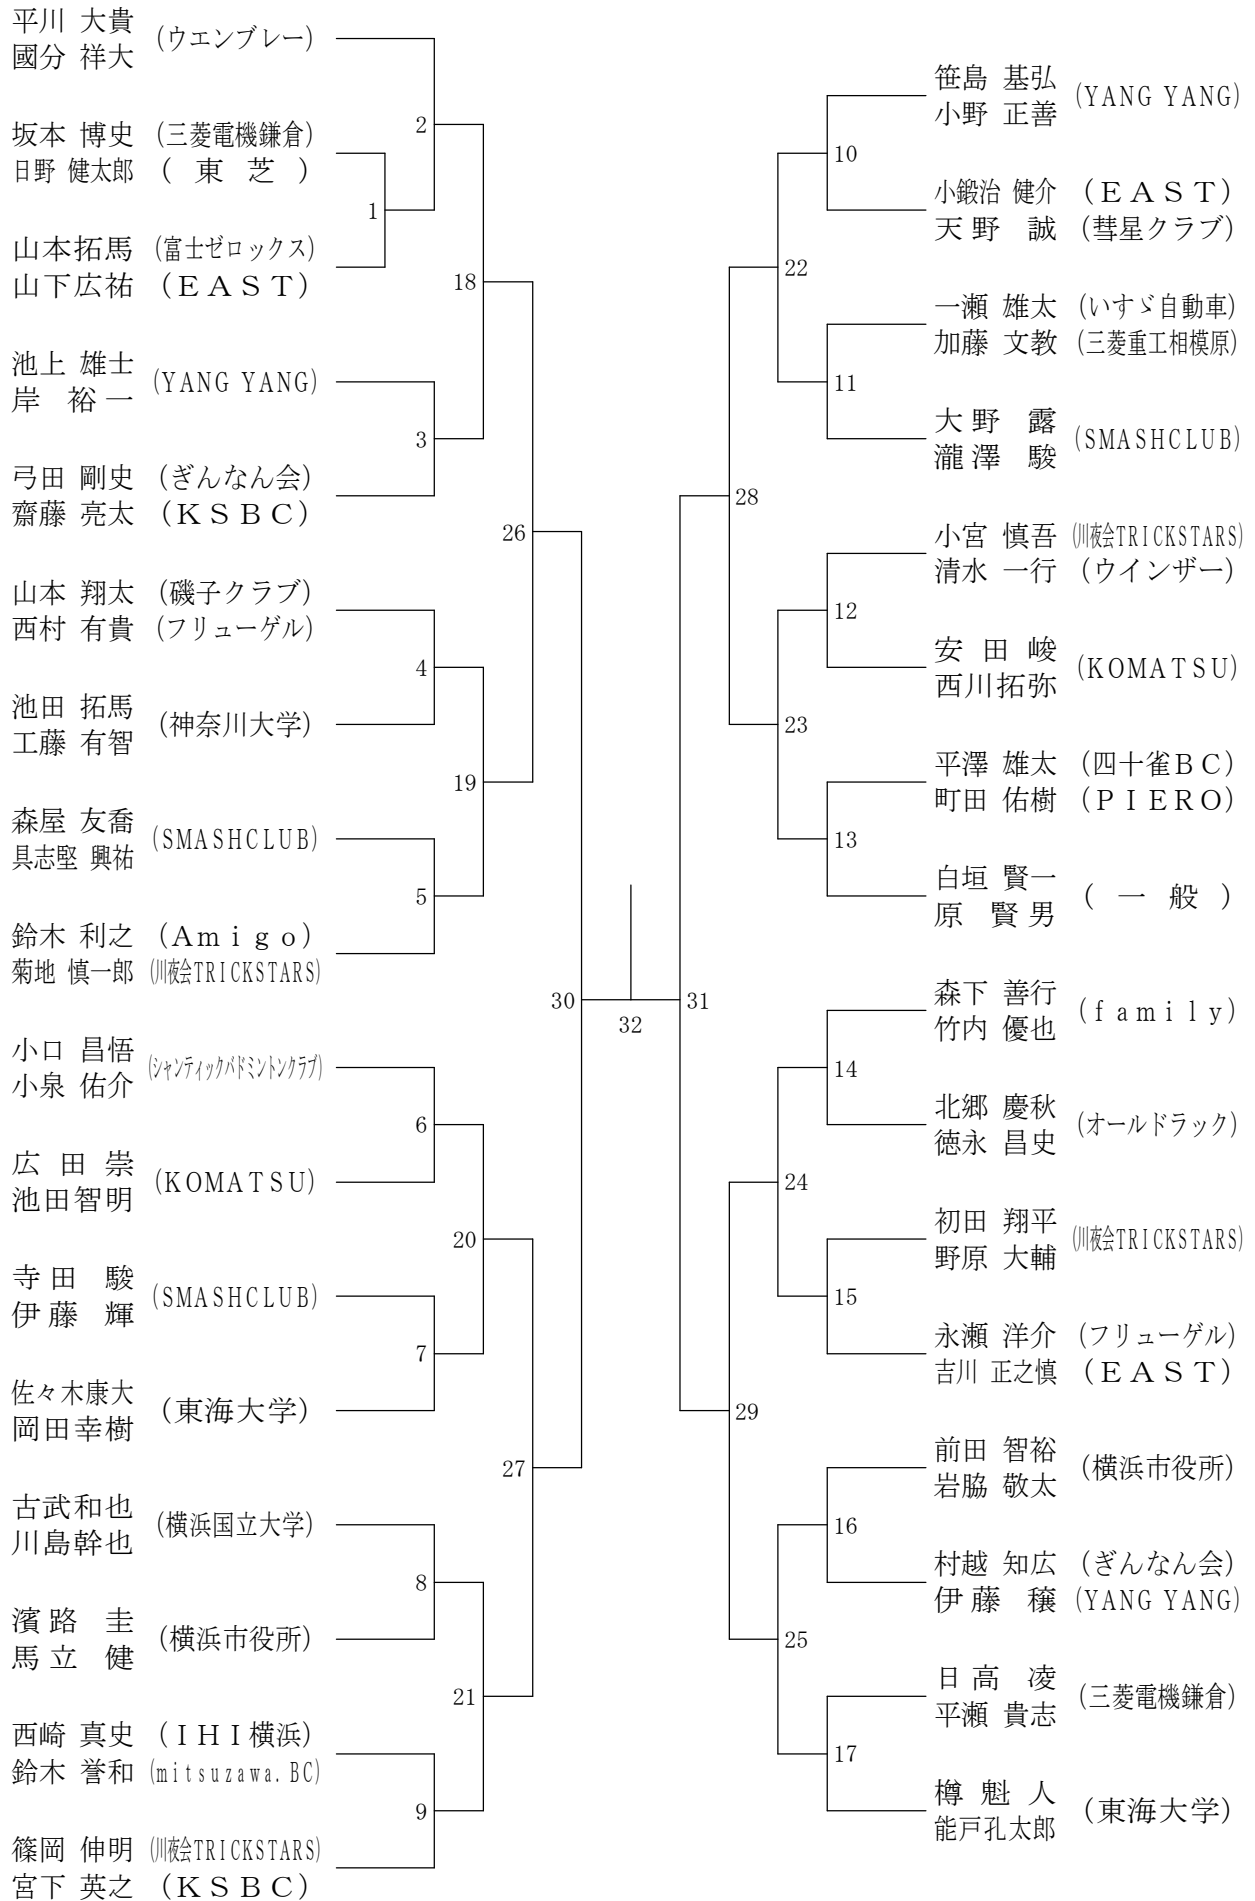 平川 大貴 (ウエンブレー)
國分 祥大
坂本 博史 (三菱電機鎌倉)
日野 健太郎 (東芝)
山本拓馬 (富士ゼロックス)
山下広祐 (EAST)
池上 雄士 (YANG YANG)
岸 裕一
弓田 剛史 (ぎんなん会)
齋藤 亮太 (KSBC)
山本 翔太 (磯子クラブ)
西村 有貴 (フリューゲル)
池田 拓馬 (神奈川大学)
工藤 有智
森屋 友喬 (SMASHCLUB)
具志堅 興祐
鈴木 利之 (Amigo)
菊地 慎一郎 (川夜会TRICKSTARS)
小口 昌悟 (シャンティックバドミントンクラブ)
小泉 佑介
広田崇 (KOMATSU)
池田智明
寺田 駿 (SMASHCLUB)
伊藤 輝
佐々木康大 (東海大学)
岡田幸樹
古武和也 (横浜国立大学)
川島幹也
濱路 圭 (横浜市役所)
馬立 健
西崎 真史 (IHI横浜)
鈴木 誉和 (mitsuzawa.BC)
篠岡 伸明 (川夜会TRICKSTARS)
宮下 英之 (KSBC)
1
2
3
4
5
6
7
8
9
18
19
20
21
26
27
30
32
31
28
29
22
23
24
25
10
11
12
13
14
15
16
17
笹島 基弘 (YANG YANG)
小野 正善
小鍛治 健介 (EAST)
天野 誠 (彗星クラブ)
一瀬 雄太 (いすゞ自動車)
加藤 文教 (三菱重工相模原)
大野 露 (SMASHCLUB)
瀧澤 駿
小宮 慎吾 (川夜会TRICKSTARS)
清水 一行 (ウインザー)
安田峻 (KOMATSU)
西川拓弥
平澤 雄太 (四十雀BC)
町田 佑樹 (PIERO)
白垣 賢一 (一般)
原 賢男
森下 善行 (family)
竹内 優也
北郷 慶秋 (オールドラック)
徳永 昌史
初田 翔平 (川夜会TRICKSTARS)
野原 大輔
永瀬 洋介 (フリューゲル)
吉川 正之慎 (EAST)
前田 智裕 (横浜市役所)
岩脇 敬太
村越 知広 (ぎんなん会)
伊藤 穣 (YANG YANG)
日高 凌 (三菱電機鎌倉)
平瀬 貴志
樽魁人 (東海大学)
能戸孔太郎